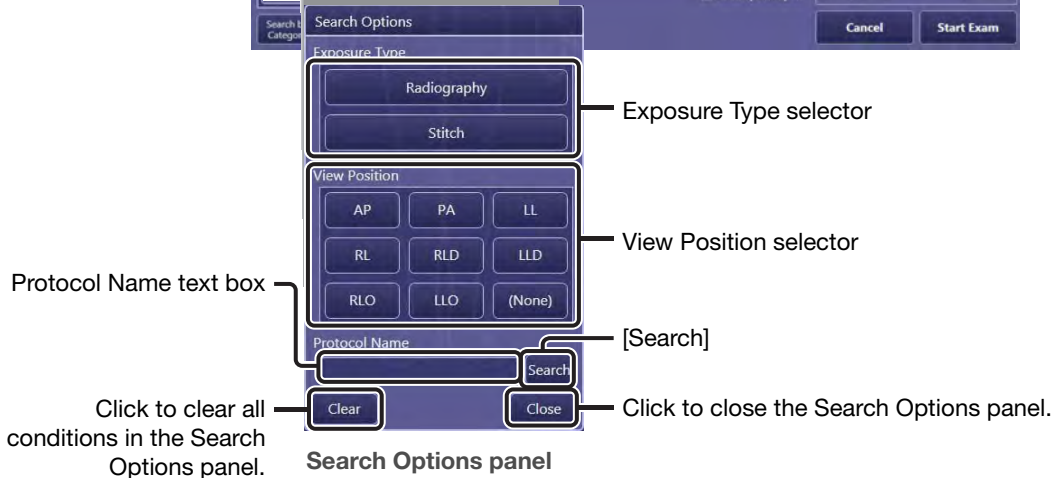 Search
Categor
Cancel
Start Exam
Search Options
Exposure Type
Radiography
Stitch
Exposure Type selector
View Position
AP
PA
LL
RL
RLD
LLD
RLO
LLO
(None)
View Position selector
Protocol Name text box
Protocol Name
Search
[Search]
Clear
Close
Click to clear all
conditions in the Search
Options panel.
Click to close the Search Options panel.
Search Options panel